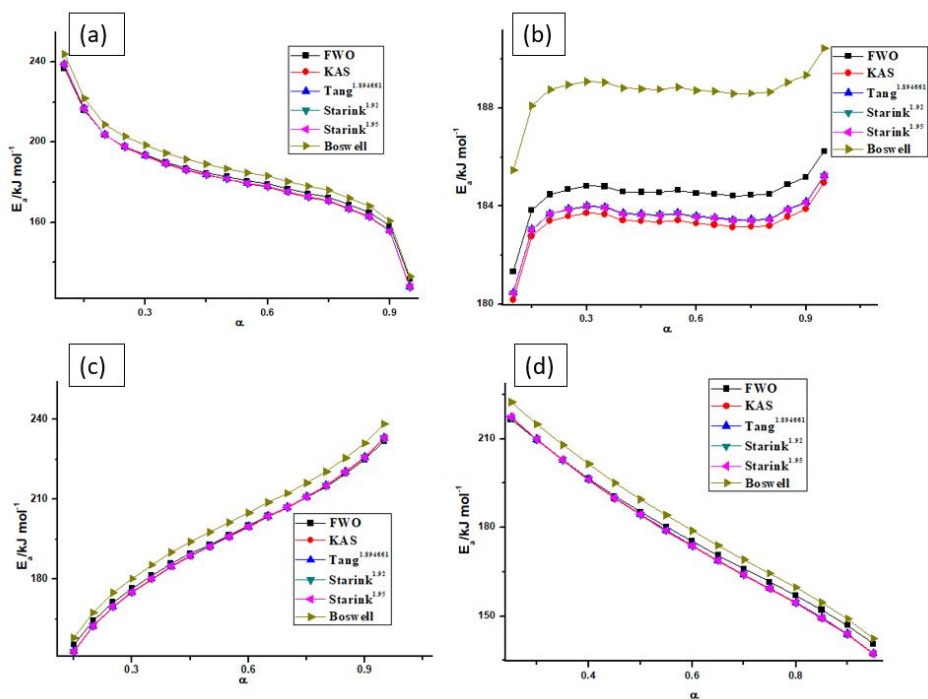 (a)
240
200
160
Eₐ/kJ mol⁻¹
0.3
0.6
0.9
α
FWO
KAS
Tang¹·⁸⁹⁴⁶⁶¹
Starink¹·⁹²
Starink¹·⁹⁵
Boswell
(b)
188
184
180
Eₐ/kJ mol⁻¹
0.3
0.6
0.9
α
FWO
KAS
Tang¹·⁸⁹⁴⁶⁶¹
Starink¹·⁹²
Starink¹·⁹⁵
Boswell
(c)
240
210
180
Eₐ/kJ mol⁻¹
0.3
0.6
0.9
α
FWO
KAS
Tang¹·⁸⁹⁴⁶⁶¹
Starink¹·⁹²
Starink¹·⁹⁵
Boswell
(d)
210
180
150
Eₐ/kJ mol⁻¹
0.4
0.6
0.8
α
FWO
KAS
Tang¹·⁸⁹⁴⁶⁶¹
Starink¹·⁹²
Starink¹·⁹⁵
Boswell